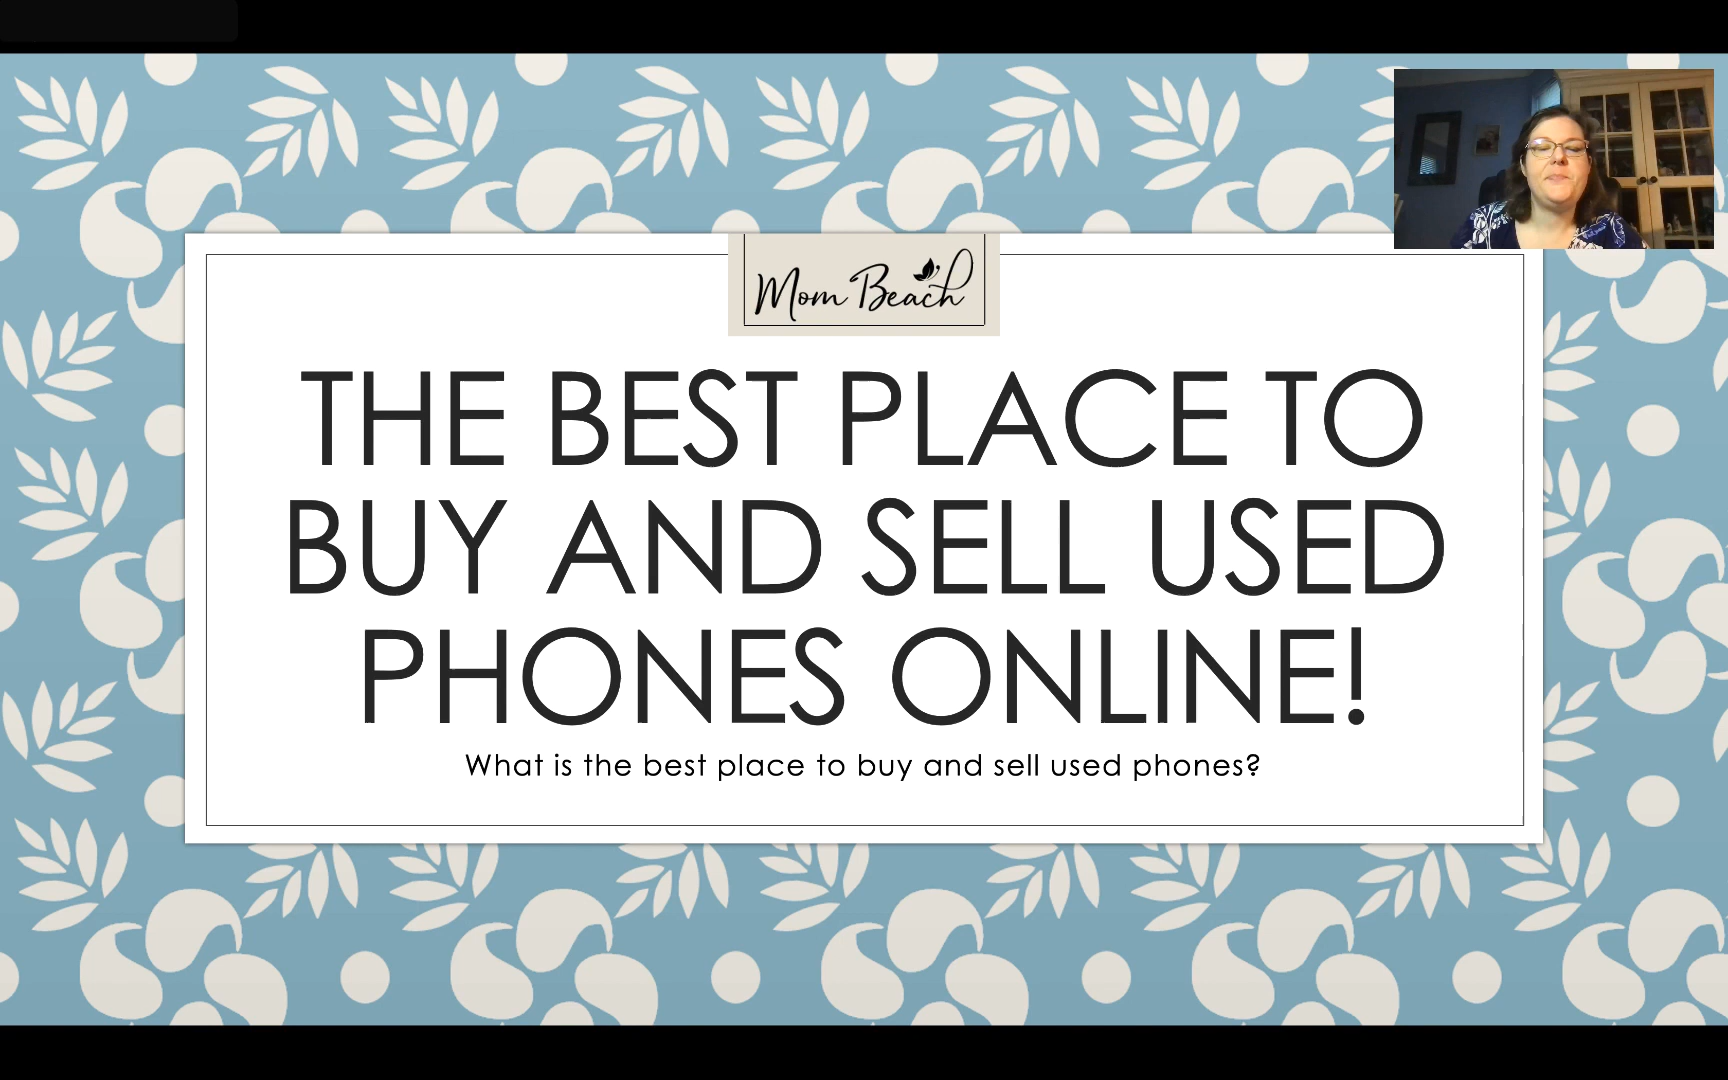 Mom Beach
THE BEST PLACE TO
BUY AND SELL USED
PHONES ONLINE!
What is the best place to buy and sell used phones?